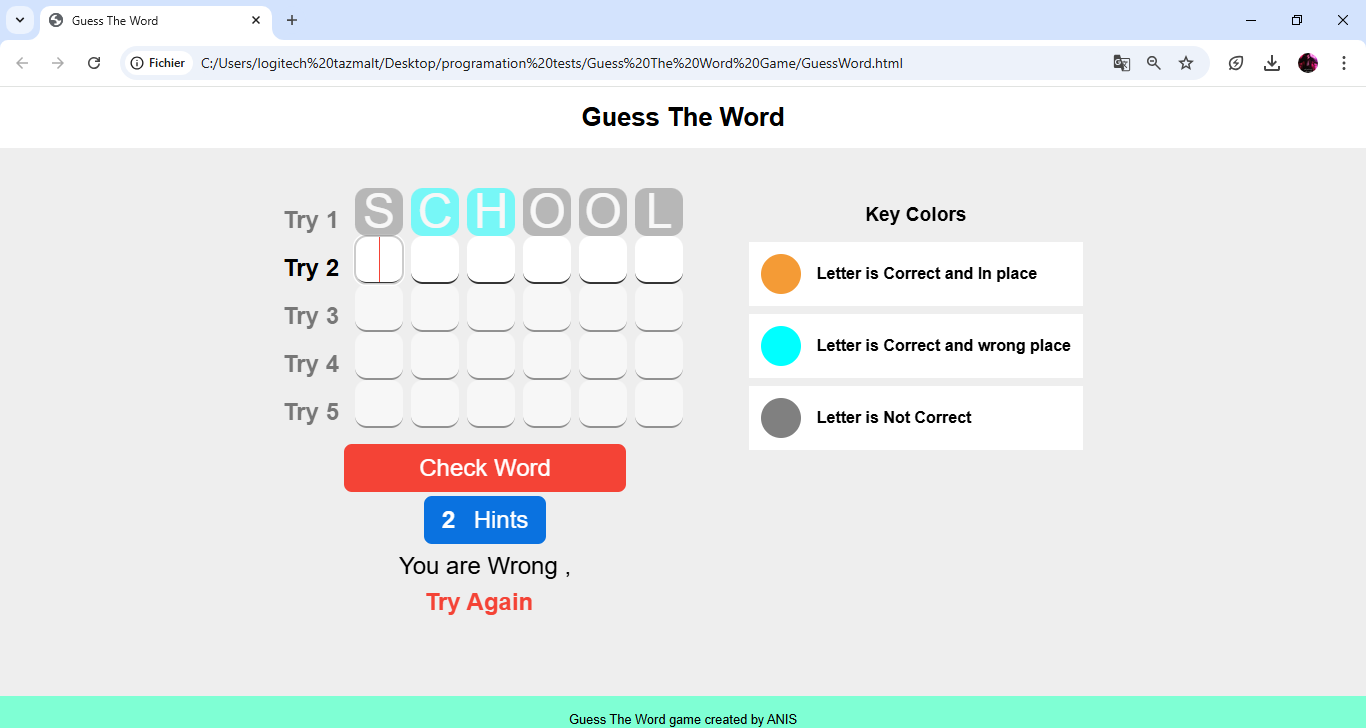 Guess The Word
Fichier C:/Users/logitech%20tazmalt/Desktop/programation%20tests/Guess%20The%20Word%20Game/GuessWord.html
Guess The Word
Try 1 S C H O O L
Try 2
Try 3
Try 4
Try 5
Check Word
2 Hints
You are Wrong ,
Try Again
Key Colors
Letter is Correct and In place
Letter is Correct and wrong place
Letter is Not Correct
Guess The Word game created by ANIS